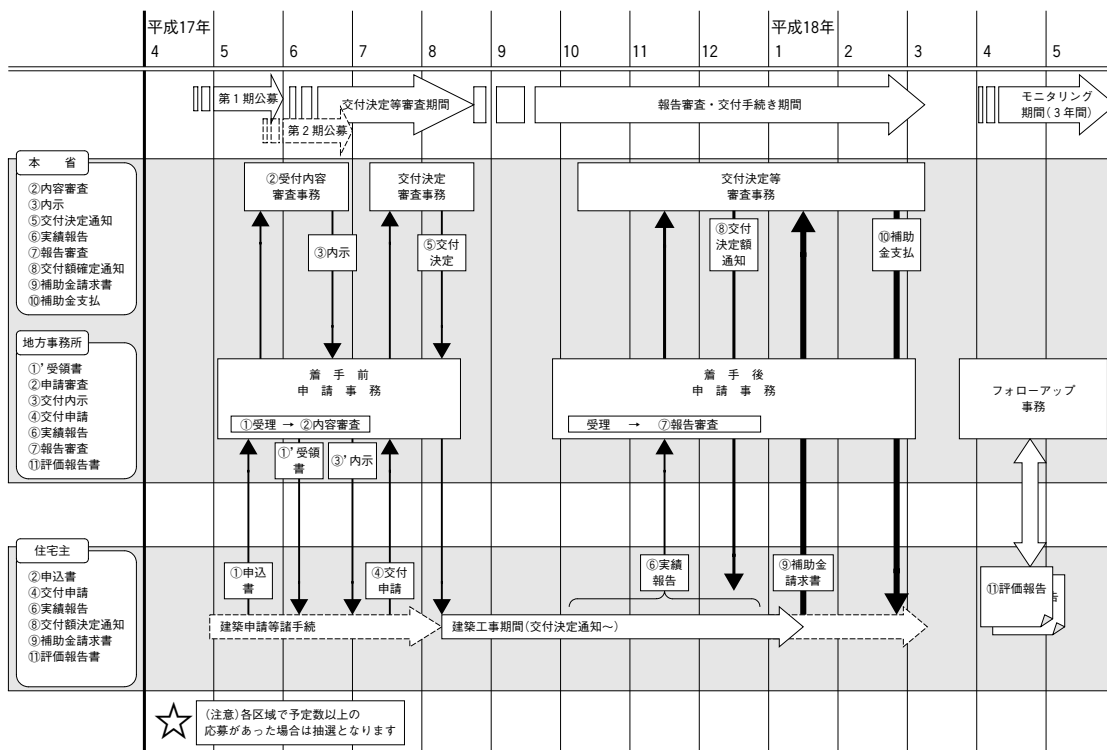 平成17年
平成18年
4
5
6
7
8
9
10
11
12
1
2
3
4
5
第1期公募
第2期公募
交付決定等審査期間
報告審査・交付手続き期間
モニタリング
期間(3年間)
本 省
②内容審査
③内示
⑤交付決定通知
⑥実績報告
⑦報告審査
⑧交付額確定通知
⑨補助金請求書
⑩補助金支払
②受付内容
審査事務
交付決定
審査事務
交付決定等
審査事務
③内示
⑤交付
決定
⑧交付
決定額
通知
⑩補助
金支払
地方事務所
①’受領書
②申請審査
③交付内示
④交付申請
⑥実績報告
⑦報告審査
⑪評価報告書
着 手 前
申 請 事 務
①受理 → ②内容審査
着 手 後
申 請 事 務
受理 → ⑦報告審査
フォローアップ
事務
①’受領
書
③’内示
住宅主
②申込書
④交付申請
⑥実績報告
⑧交付額決定通知
⑨補助金請求書
⑪評価報告書
①申込
書
④交付
申請
⑥実績
報告
⑨補助金
請求書
⑪評価報告
告
建築申請等諸手続
建築工事期間(交付決定通知～)
(注意)各区域で予定数以上の
応募があった場合は抽選となります